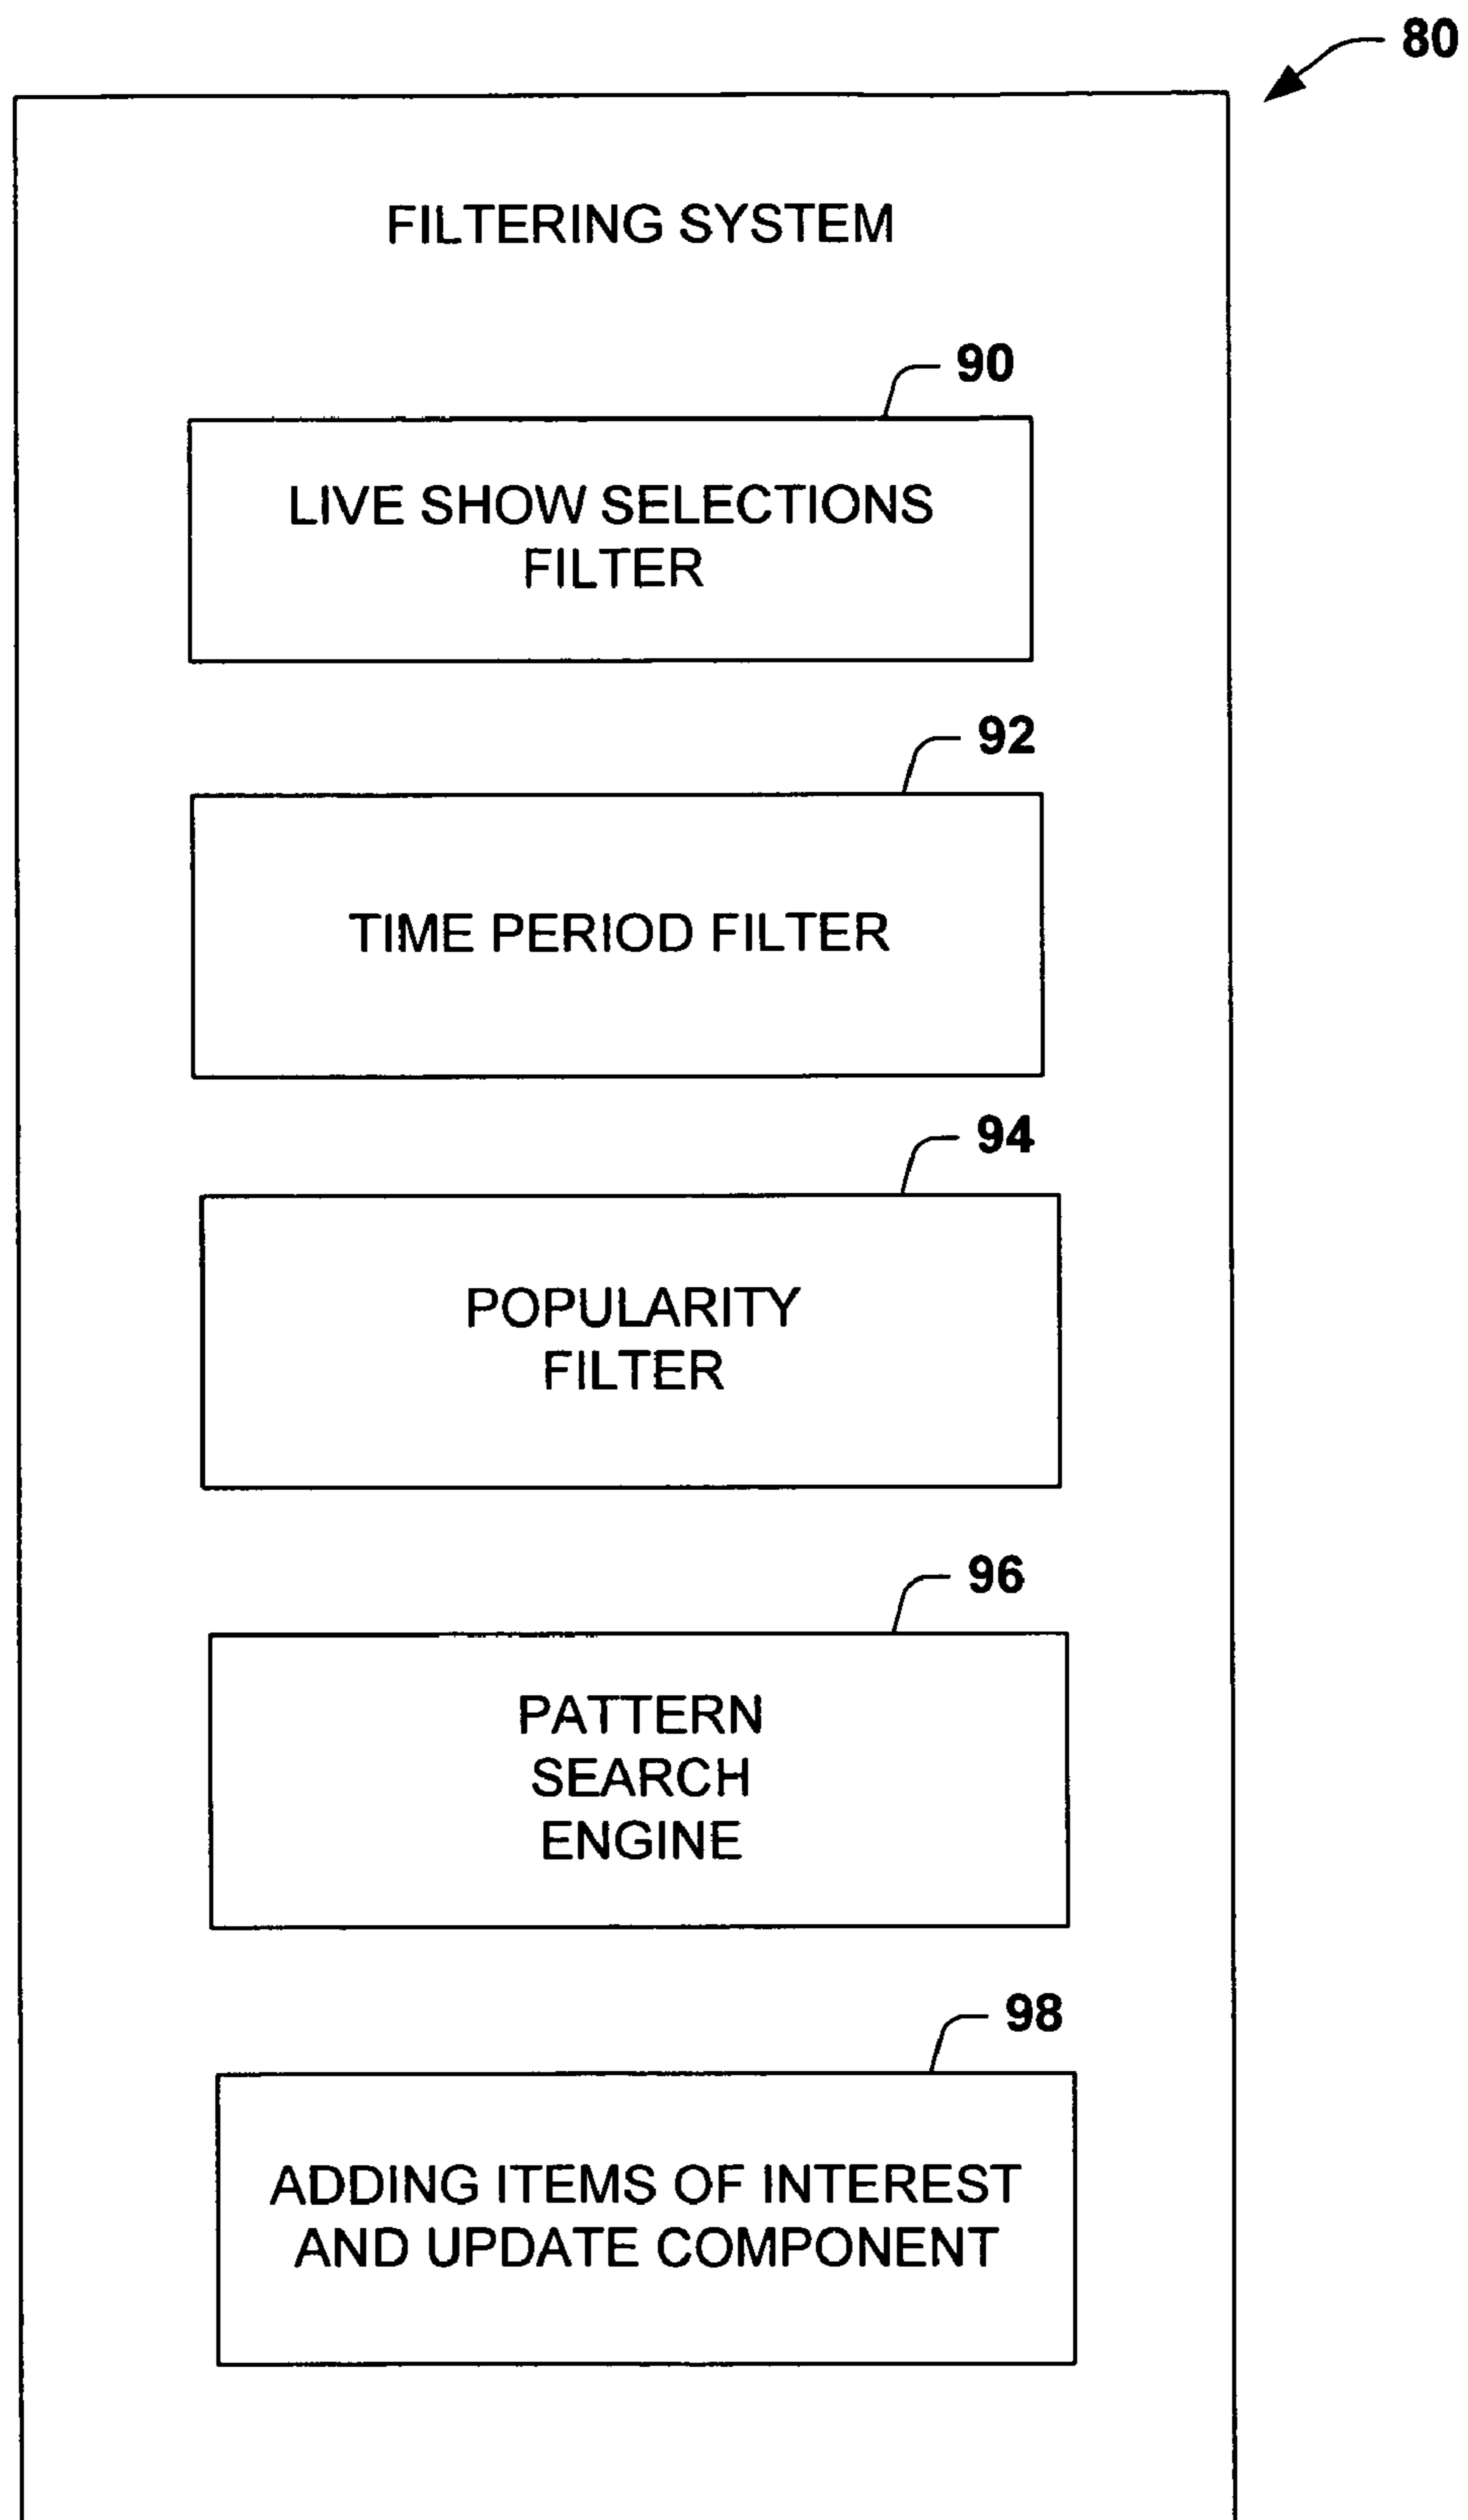 80
FILTERING SYSTEM
90
LIVE SHOW SELECTIONS
FILTER
92
TIME PERIOD FILTER
94
POPULARITY
FILTER
96
PATTERN
SEARCH
ENGINE
98
ADDING ITEMS OF INTEREST
AND UPDATE COMPONENT